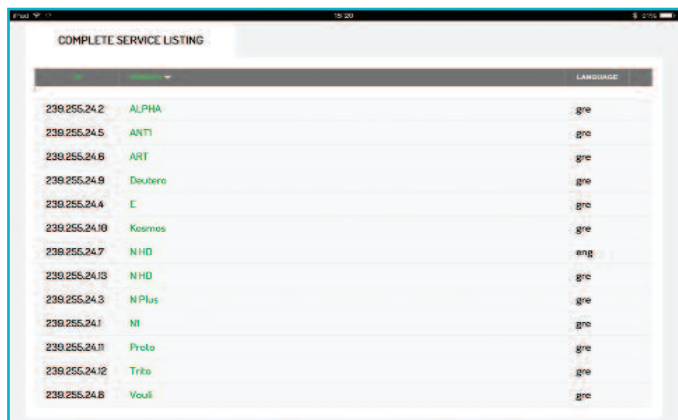 iPad 15:20
COMPLETE SERVICE LISTING
LANGUAGE
239.255.24.2 ALPHA gre
239.255.24.5 ANT1 gre
239.255.24.6 ART gre
239.255.24.9 Deutero gre
239.255.24.4 E gre
239.255.24.10 Kosmos gre
239.255.24.7 N HD eng
239.255.24.13 N HD gre
239.255.24.3 N Plus gre
239.255.24.1 N1 gre
239.255.24.11 Proto gre
239.255.24.12 Trito gre
239.255.24.8 Vouli gre